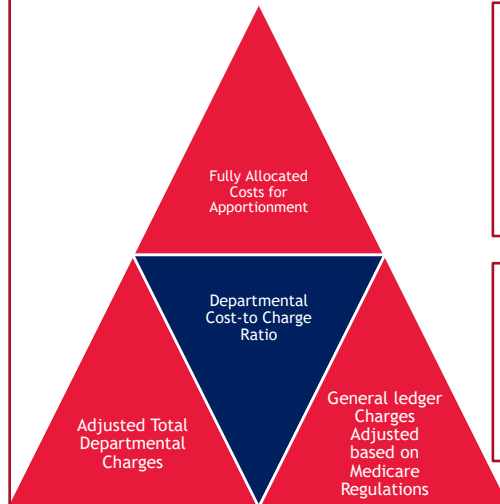 Fully Allocated
Costs for
Apportionment
Departmental
Cost-to Charge
Ratio
Adjusted Total
Departmental
Charges
General ledger
Charges
Adjusted
based on
Medicare
Regulations